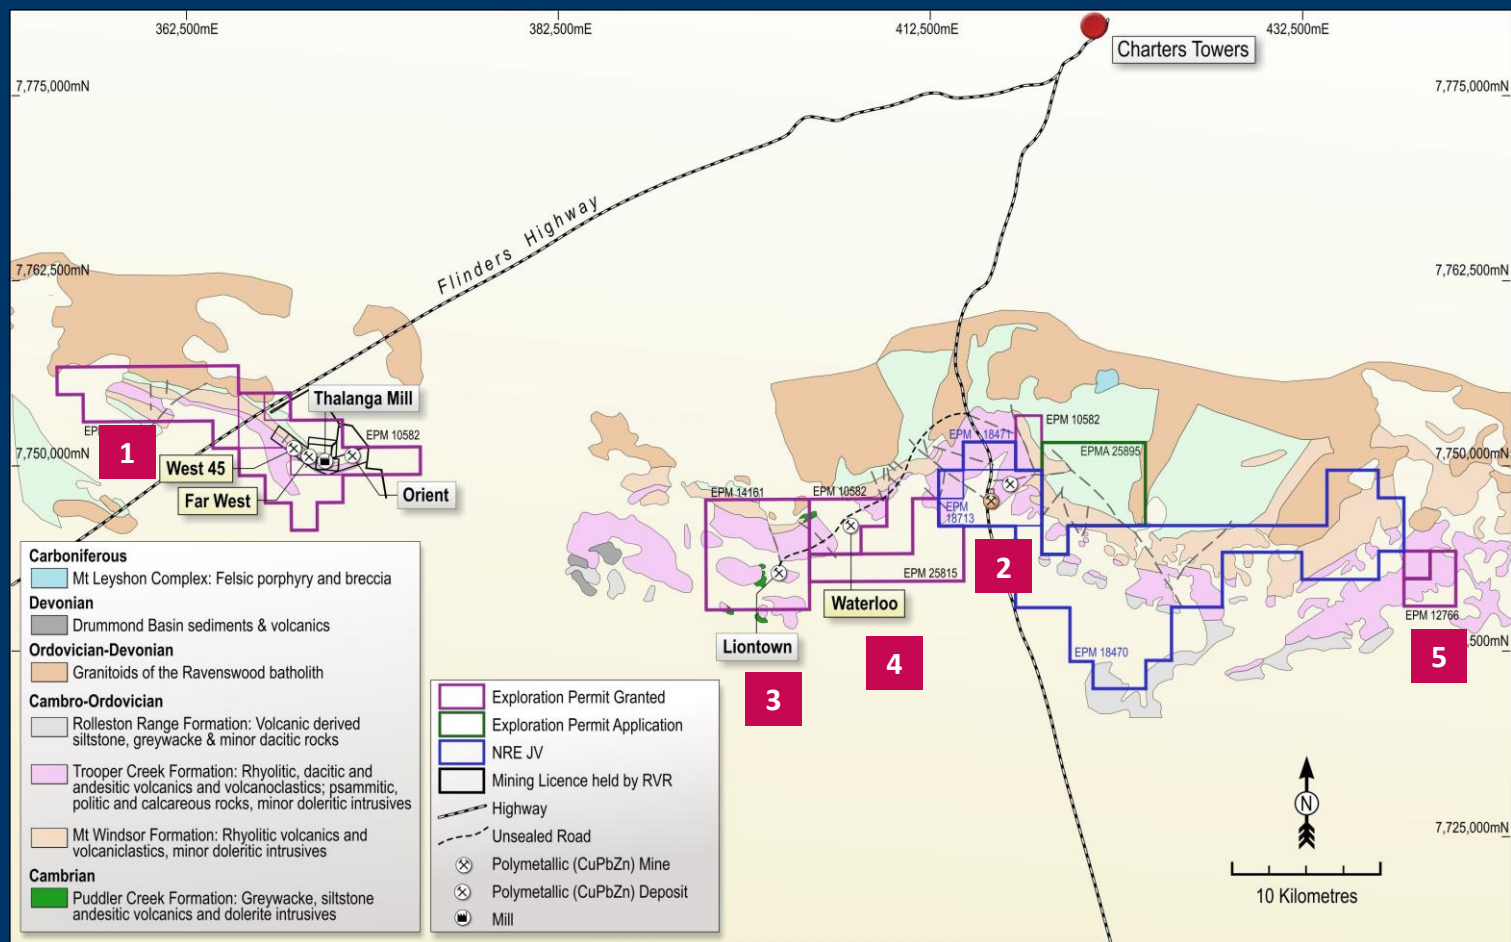 362,500mE
382,500mE
412,500mE
432,500mE
Charters Towers
7,775,000mN
7,775,000mN
Flinders Highway
7,762,500mN
7,762,500mN
Thalanga Mill
EPM 10582
1
7,750,000mN
West 45
Far West
Orient
EPM 10582
EPM 18471
EPMA 25895
7,750,000mN
EPM 14161
EPM 10582
EPM
18713
EPM 25815
2
Waterloo
Liontown
3
4
EPM 18470
EPM 12766
5
,500mN
Carboniferous
Mt Leyshon Complex: Felsic porphyry and breccia
Devonian
Drummond Basin sediments & volcanics
Ordovician-Devonian
Granitoids of the Ravenswood batholith
Cambro-Ordovician
Rolleston Range Formation: Volcanic derived
siltstone, greywacke & minor dacitic rocks
Trooper Creek Formation: Rhyolitic, dacitic and
andesitic volcanics and volcanoclastics; psammitic,
politic and calcareous rocks, minor doleritic intrusives
Mt Windsor Formation: Rhyolitic volcanics and
volcaniclastics, minor doleritic intrusives
Cambrian
Puddler Creek Formation: Greywacke, siltstone
andesitic volcanics and dolerite intrusives
Exploration Permit Granted
Exploration Permit Application
NRE JV
Mining Licence held by RVR
Highway
Unsealed Road
Polymetallic (CuPbZn) Mine
Polymetallic (CuPbZn) Deposit
Mill
N
7,725,000mN
10 Kilometres